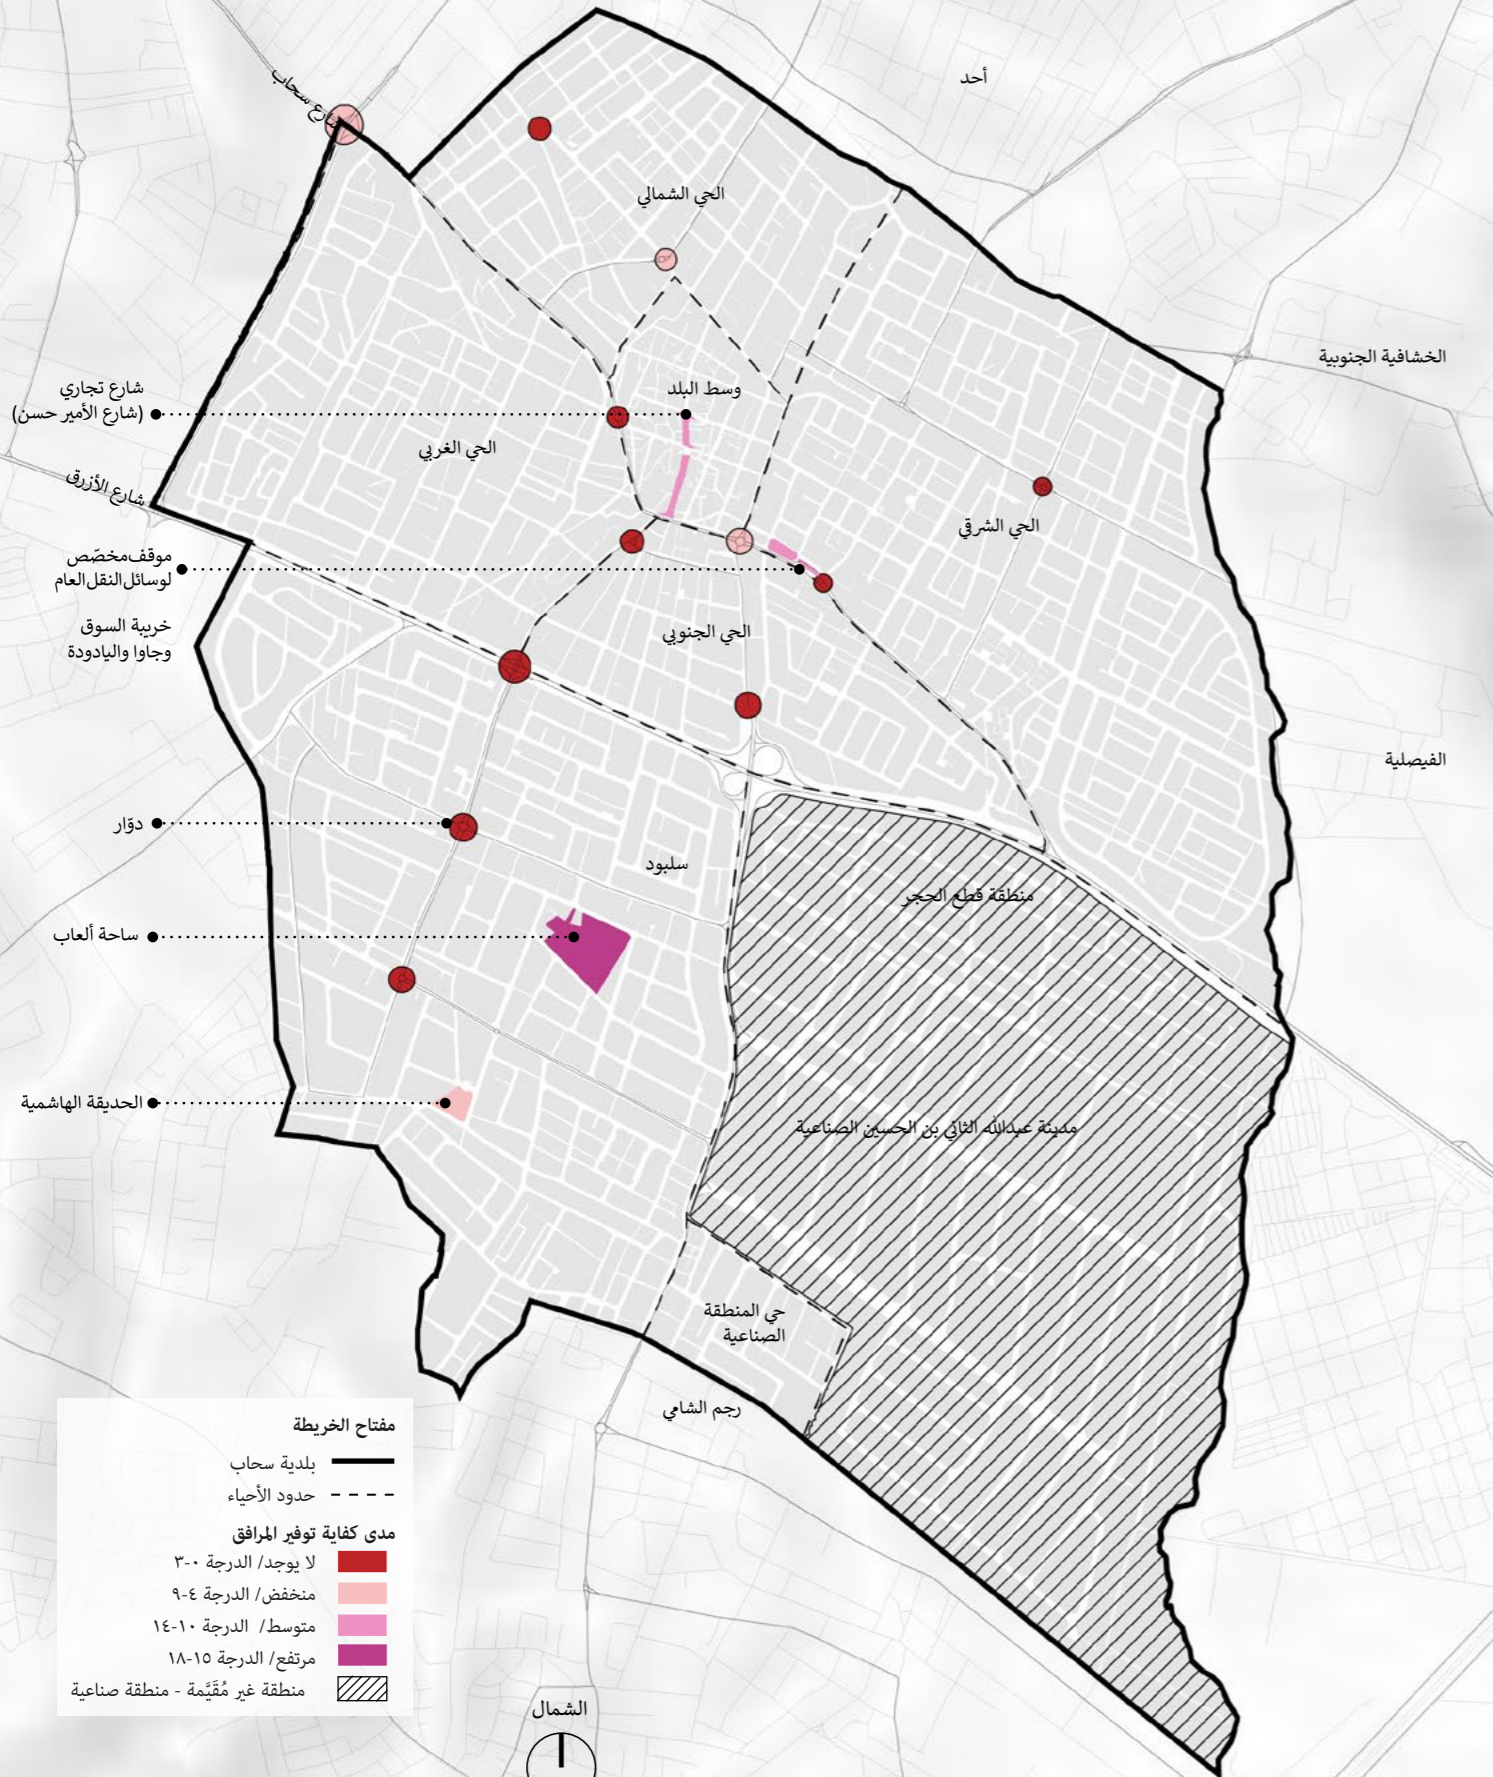 أحد
شارع سحاب
الحي الشمالي
الخشافية الجنوبية
وسط البلد
شارع تجاري
(شارع الأمير حسن)
الحي الغربي
شارع الأزرق
الحي الشرقي
موقف مخصّص
لوسائل النقل العام
خريبة السوق
وجاوا واليادودة
الحي الجنوبي
الفيصلية
دوّار
سلبود
منطقة قطع الحجر
ساحة ألعاب
الحديقة الهاشمية
مدينة عبدالله الثاني بن الحسين الصناعية
حي المنطقة
الصناعية
رجم الشامي
مفتاح الخريطة
بلدية سحاب
حدود الأحياء
مدى كفاية توفير المرافق
لا يوجد/ الدرجة ٠-٣
منخفض/ الدرجة ٤-٩
متوسط/ الدرجة ١٠-١٤
مرتفع/ الدرجة ١٥-١٨
منطقة غير مُقَيَّمة - منطقة صناعية
الشمال